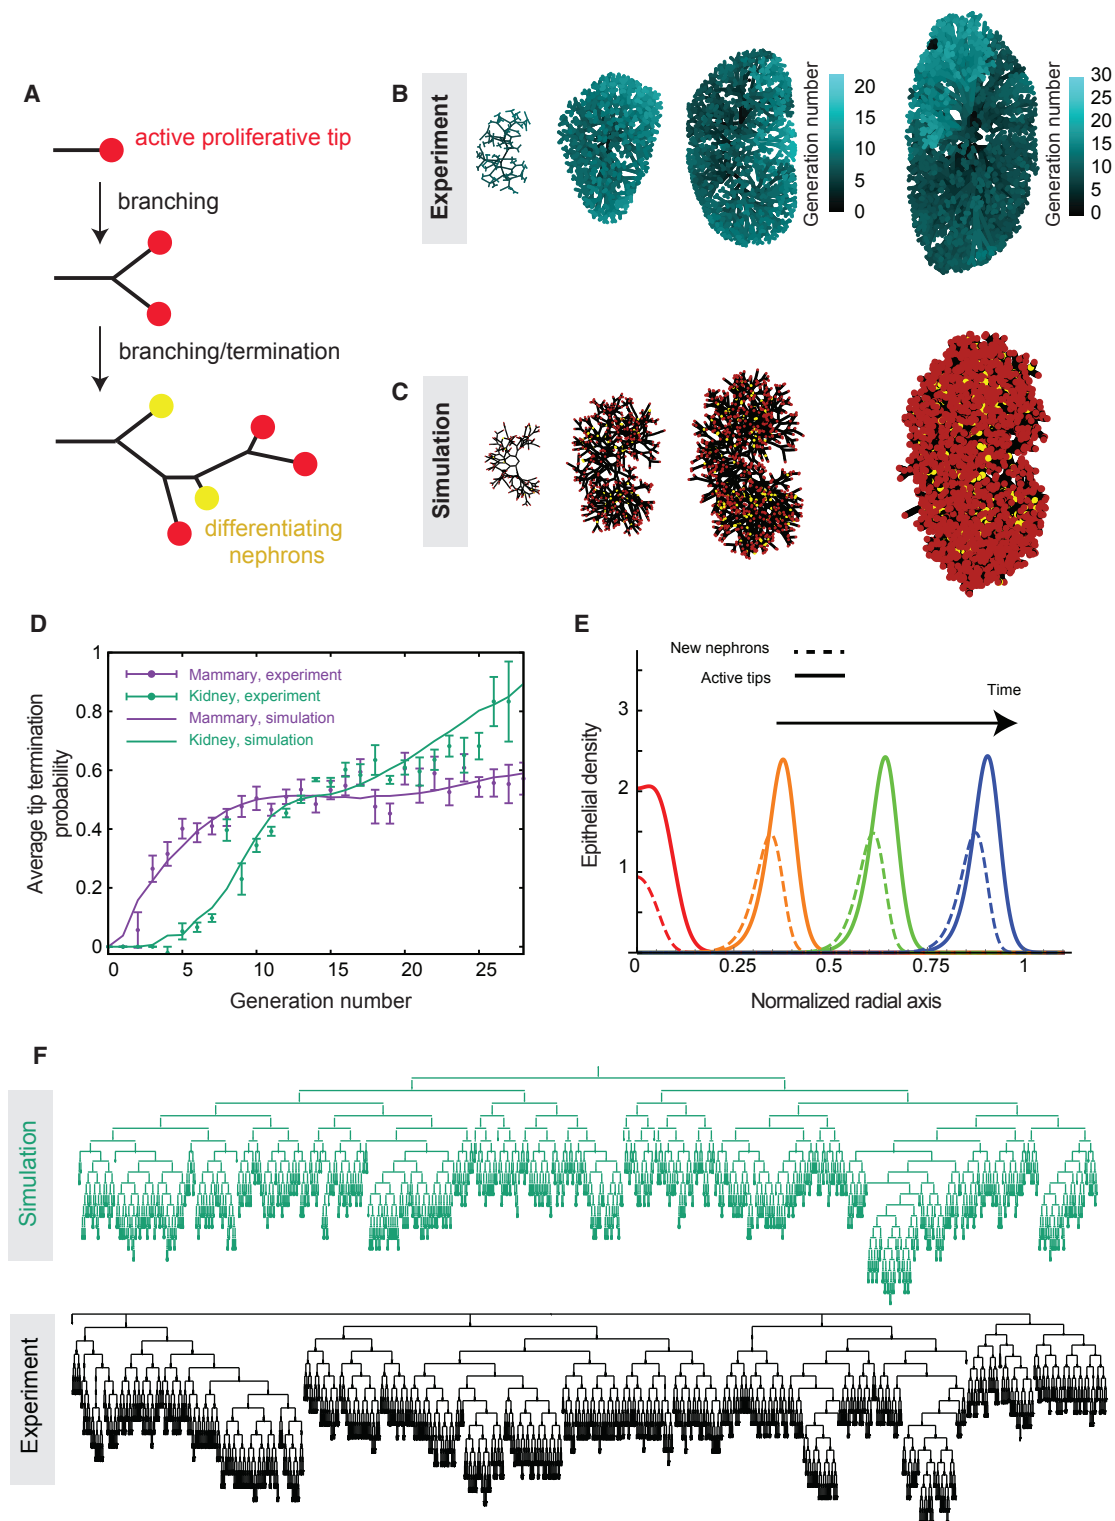 A
active proliferative tip
branching
branching/termination
differentiating
nephrons
B
Experiment
Generation number
20
15
10
5
0
Generation number
30
25
20
15
10
5
0
C
Simulation
D
Average tip termination
probability
1
0.8
0.6
0.4
0.2
0
Mammary, experiment
Kidney, experiment
Mammary, simulation
Kidney, simulation
0
5
10
15
20
25
Generation number
E
New nephrons
Active tips
Time
Epithelial density
3
2
1
0
0.25
0.5
0.75
1
Normalized radial axis
F
Simulation
Experiment